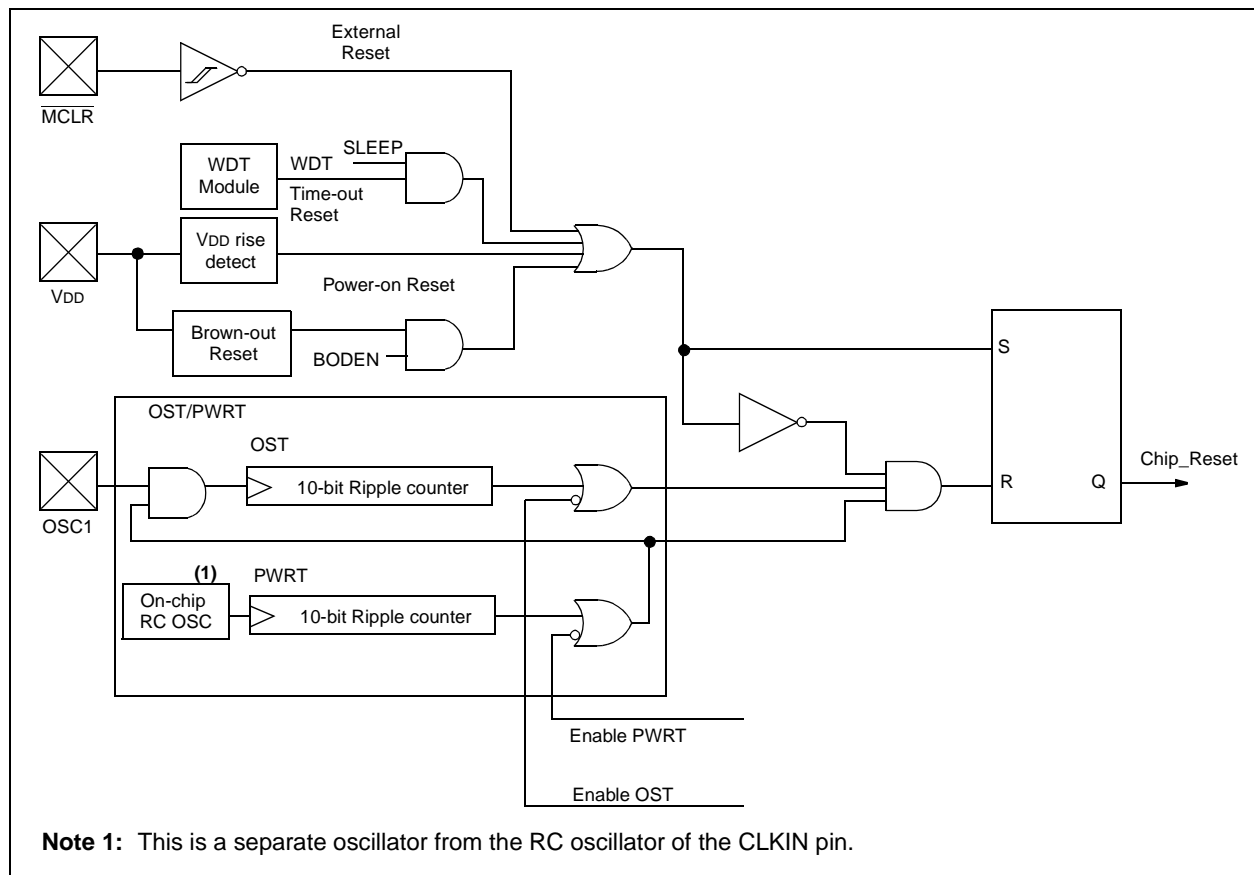 External
Reset
MCLR
SLEEP
WDT
Module
WDT
Time-out
Reset
VDD rise
detect
VDD
Power-on Reset
Brown-out
Reset
BODEN
S
OST/PWRT
OST
Chip_Reset
10-bit Ripple counter
R
Q
OSC1
(1)
PWRT
On-chip
RC OSC
10-bit Ripple counter
Enable PWRT
Enable OST
Note 1: This is a separate oscillator from the RC oscillator of the CLKIN pin.